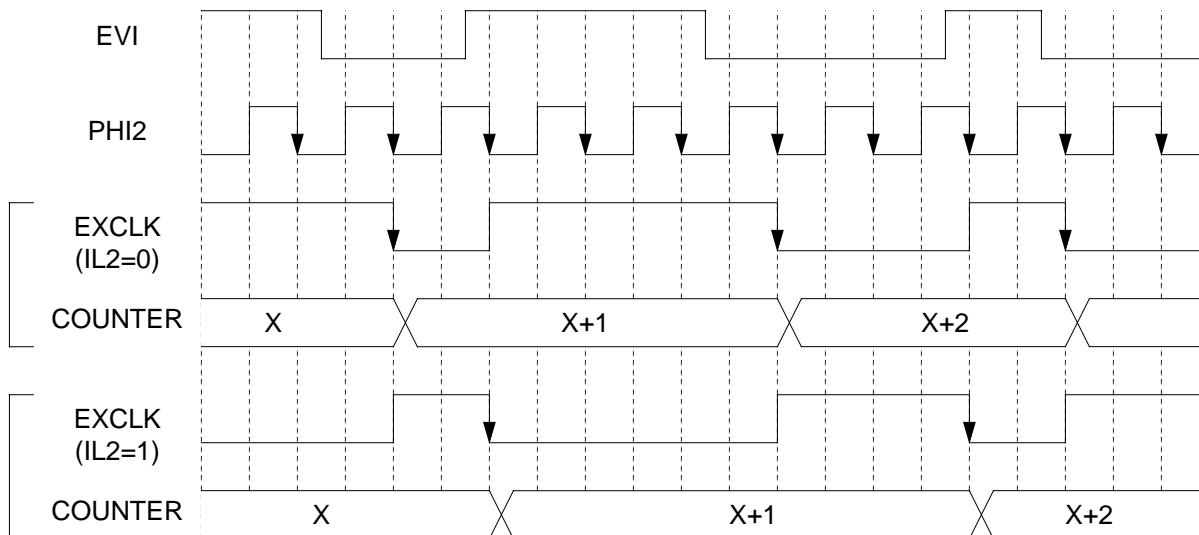 EVI
PHI2
EXCLK
(IL2=0)
COUNTER
X
X+1
X+2
EXCLK
(IL2=1)
COUNTER
X
X+1
X+2